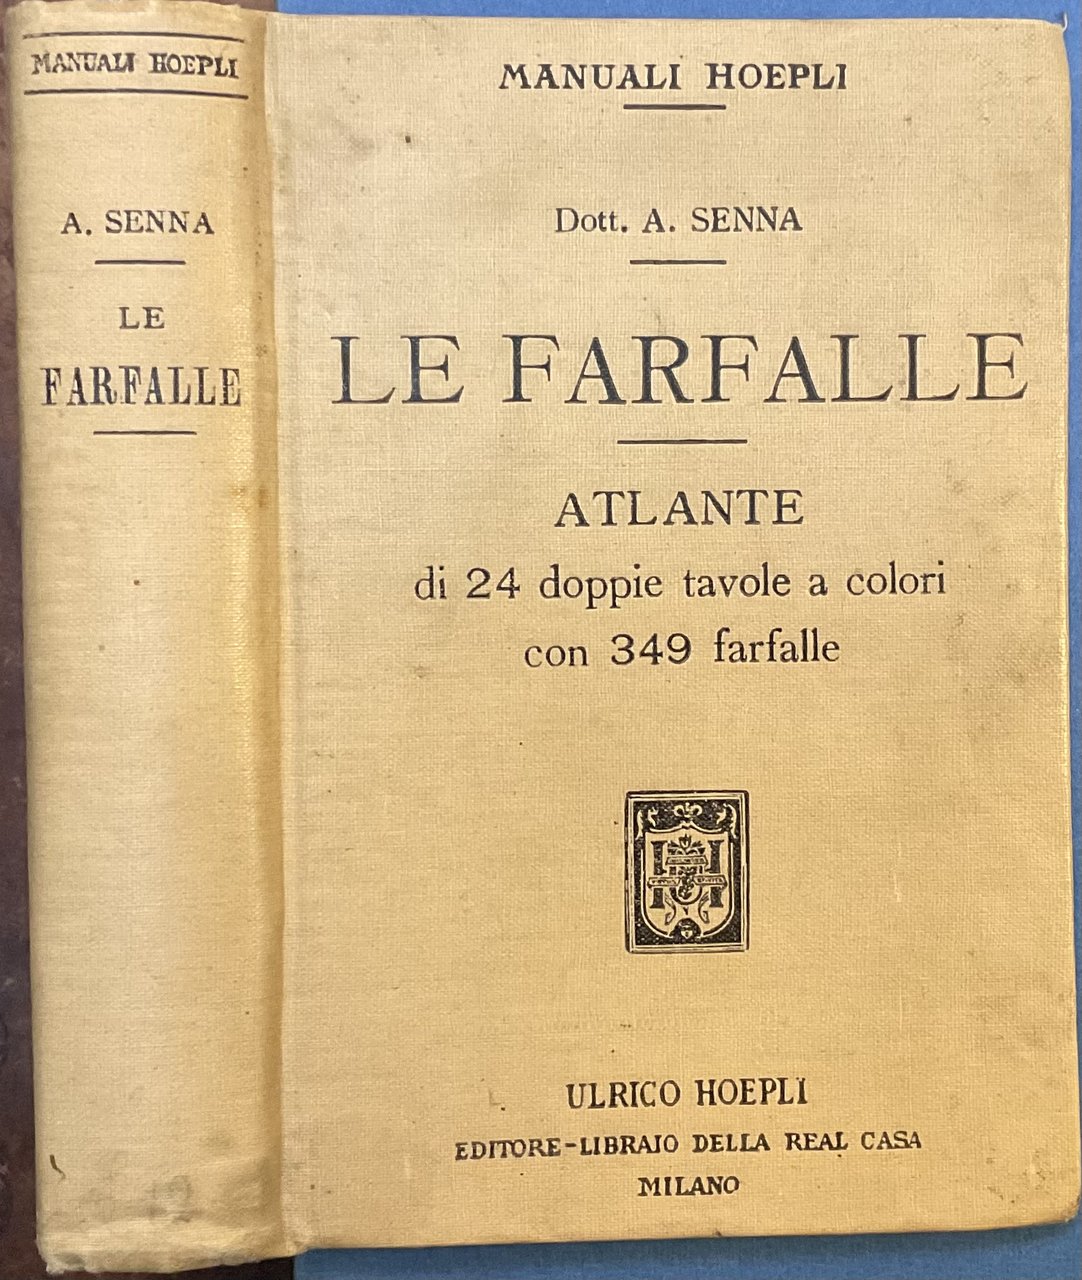 MANUALI HOEPLI
A. SENNA
LE
FARFALLE
MANUALI HOEPLI
Dott. A. SENNA
LE FARFALLE
ATLANTE
di 24 doppie tavole a colori
con 349 farfalle
ULRICO HOEPLI
EDITORE-LIBRAIO DELLA REAL CASA
MILANO